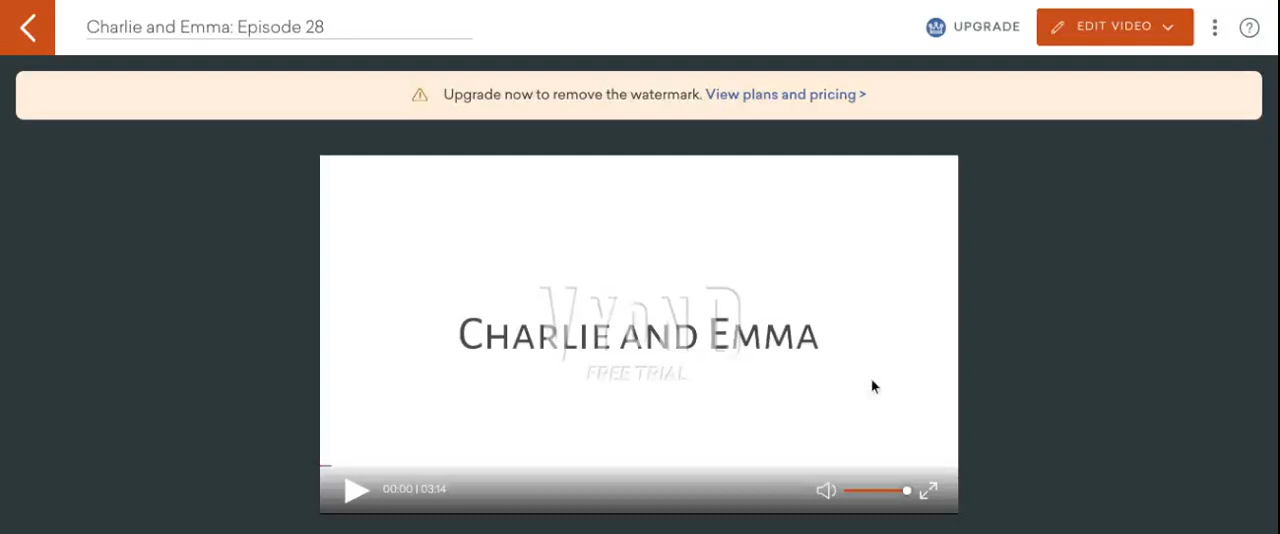 Charlie and Emma: Episode 28
UPGRADE
EDIT VIDEO
?
Upgrade now to remove the watermark. View plans and pricing >
VYOND
FREE TRIAL
CHARLIE AND EMMA
00:00 | 03:14